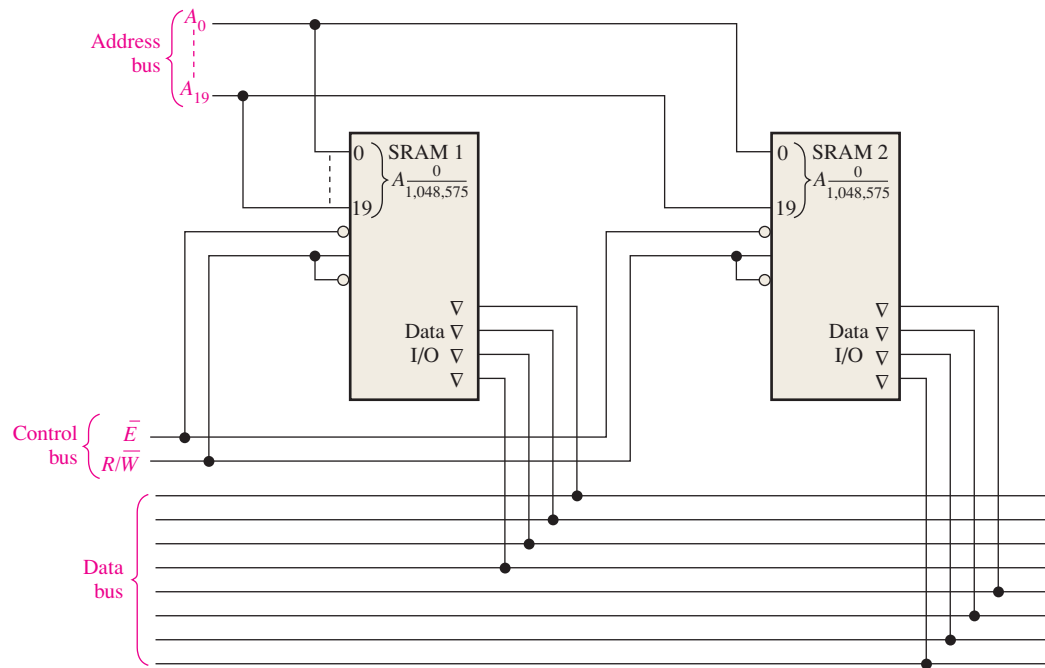 Address bus
A0
A19
0
19
SRAM 1
A 0/1,048,575
Data I/O
∇
∇
∇
∇
0
19
SRAM 2
A 0/1,048,575
Data I/O
∇
∇
∇
∇
Control bus
E̅
R/W̅
Data bus